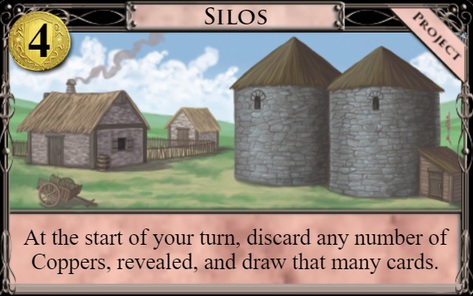 SILOS
PROJECT
4
At the start of your turn, discard any number of
Coppers, revealed, and draw that many cards.